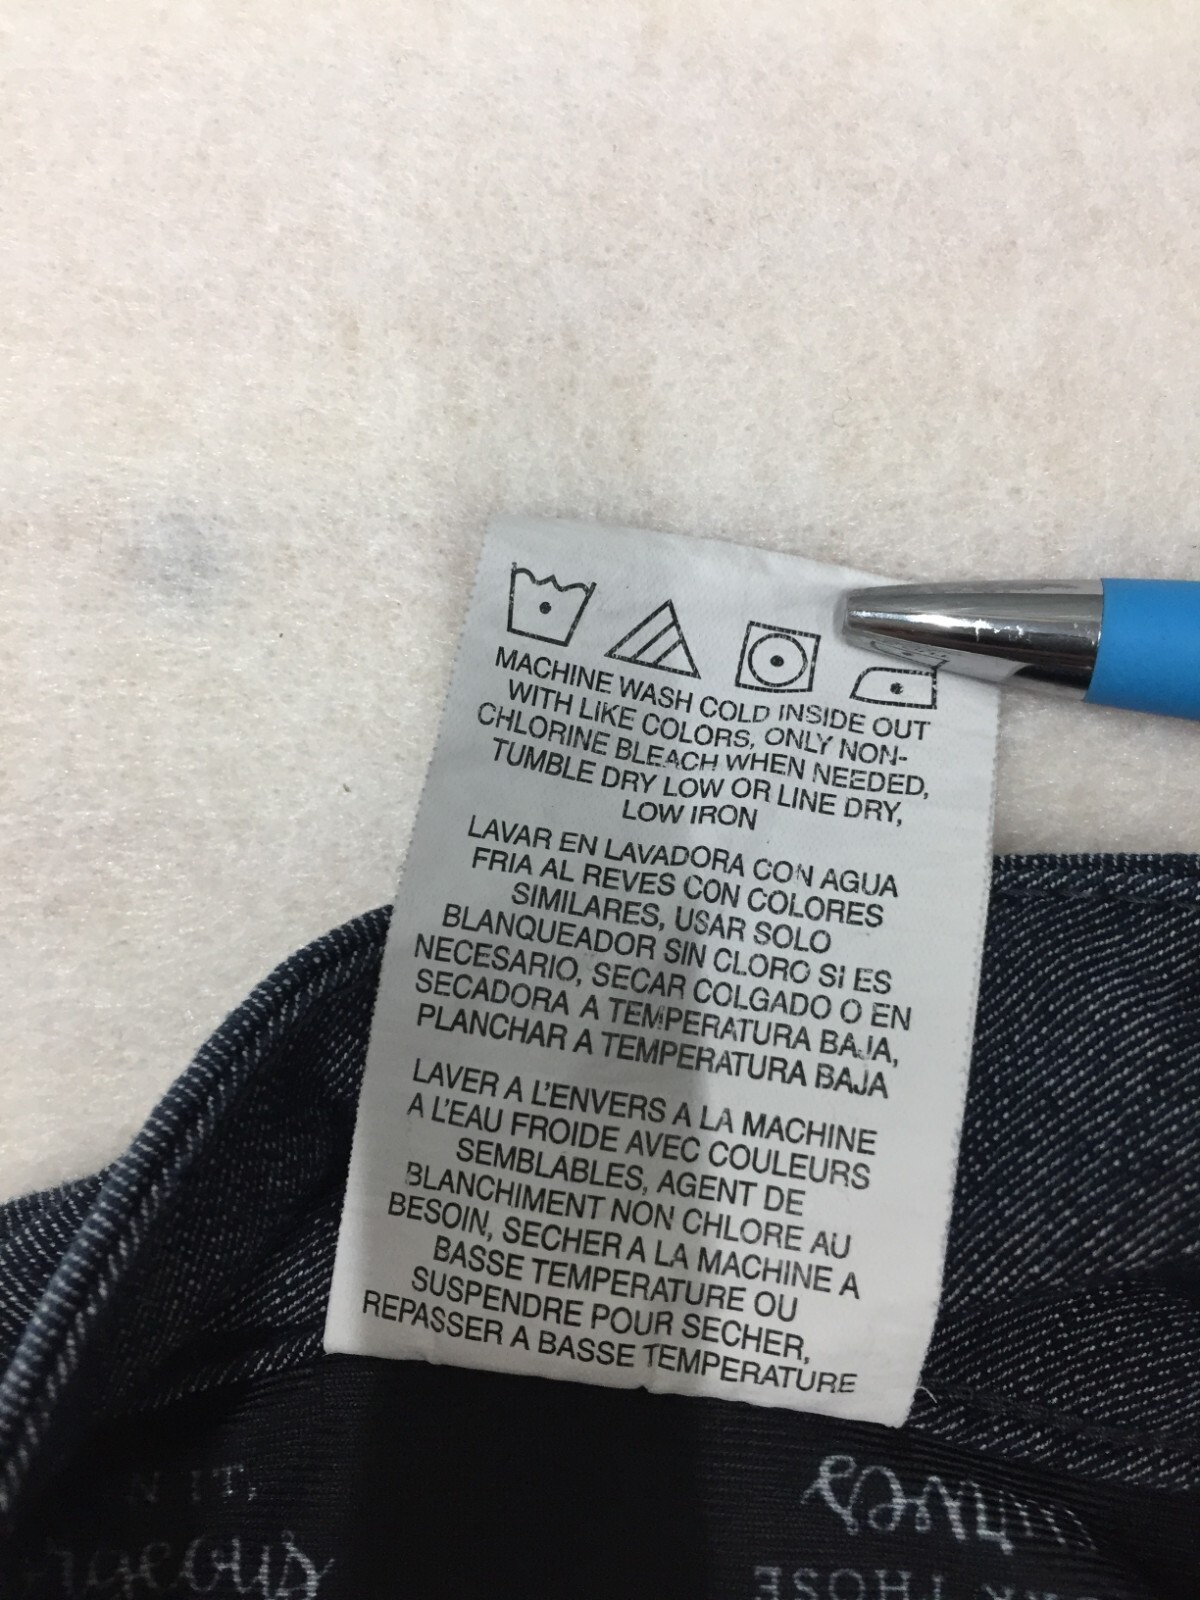 MACHINE WASH COLD INSIDE OUT
WITH LIKE COLORS, ONLY NON-
CHLORINE BLEACH WHEN NEEDED,
TUMBLE DRY LOW OR LINE DRY,
LOW IRON
LAVAR EN LAVADORA CON AGUA
FRIA AL REVES CON COLORES
SIMILARES, USAR SOLO
BLANQUEADOR SIN CLORO SI ES
NECESARIO, SECAR COLGADO O EN
SECADORA A TEMPERATURA BAJA,
PLANCHAR A TEMPERATURA BAJA
LAVER A L'ENVERS A LA MACHINE
A L'EAU FROIDE AVEC COULEURS
SEMBLABLES, AGENT DE
BLANCHIMENT NON CHLORE AU
BESOIN, SECHER A LA MACHINE A
BASSE TEMPERATURE OU
SUSPENDRE POUR SECHER,
REPASSER A BASSE TEMPERATURE
IT,
THOSE